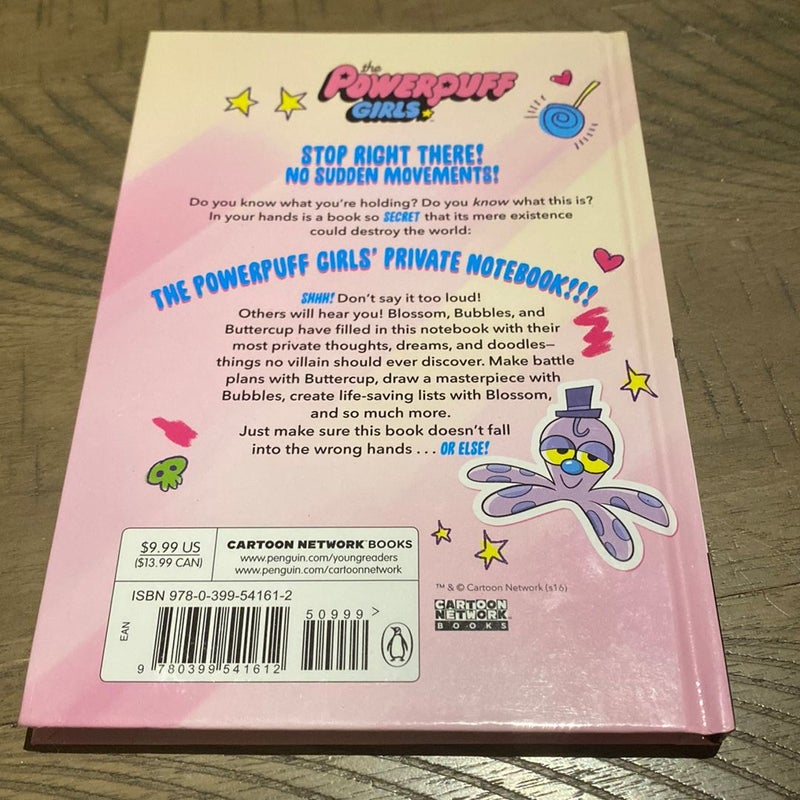 the
POWERPUFF
GIRLS
STOP RIGHT THERE!
NO SUDDEN MOVEMENTS!
Do you know what you're holding? Do you know what this is?
In your hands is a book so SECRET that its mere existence
could destroy the world:
THE POWERPUFF GIRLS' PRIVATE NOTEBOOK!!!
SHHH! Don't say it too loud!
Others will hear you! Blossom, Bubbles, and
Buttercup have filled in this notebook with their
most private thoughts, dreams, and doodles—
things no villain should ever discover. Make battle
plans with Buttercup, draw a masterpiece with
Bubbles, create life-saving lists with Blossom,
and so much more.
Just make sure this book doesn't fall
into the wrong hands . . . OR ELSE!
$9.99 US
($13.99 CAN)
CARTOON NETWORK™ BOOKS
www.penguin.com/youngreaders
www.penguin.com/cartoonnetwork
ISBN 978-0-399-54161-2
50999>
EAN
9 780399 541612
™ & © Cartoon Network (s16)
CARTOON
NETWORK™
BOOKS